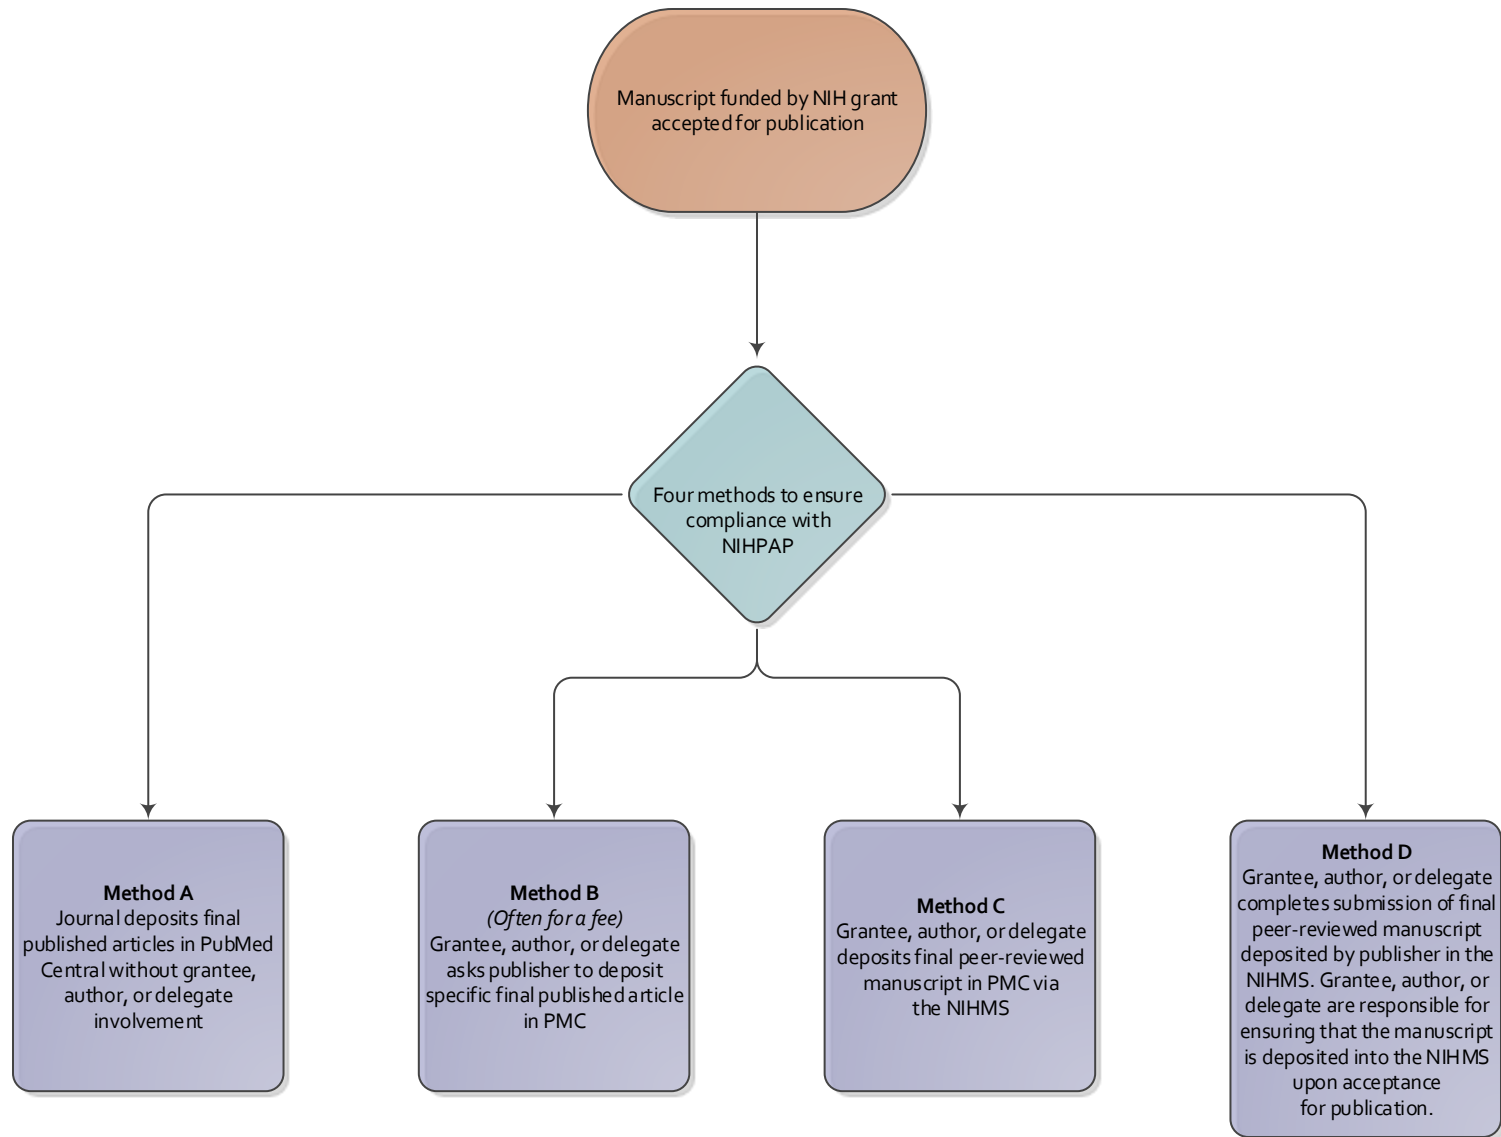 Manuscript funded by NIH grant
accepted for publication
Four methods to ensure
compliance with
NIHPAP
Method A
Journal deposits final
published articles in PubMed
Central without grantee,
author, or delegate
involvement
Method B
(Often for a fee)
Grantee, author, or delegate
asks publisher to deposit
specific final published article
in PMC
Method C
Grantee, author, or delegate
deposits final peer-reviewed
manuscript in PMC via
the NIHMS
Method D
Grantee, author, or delegate
completes submission of final
peer-reviewed manuscript
deposited by publisher in the
NIHMS. Grantee, author, or
delegate are responsible for
ensuring that the manuscript
is deposited into the NIHMS
upon acceptance
for publication.